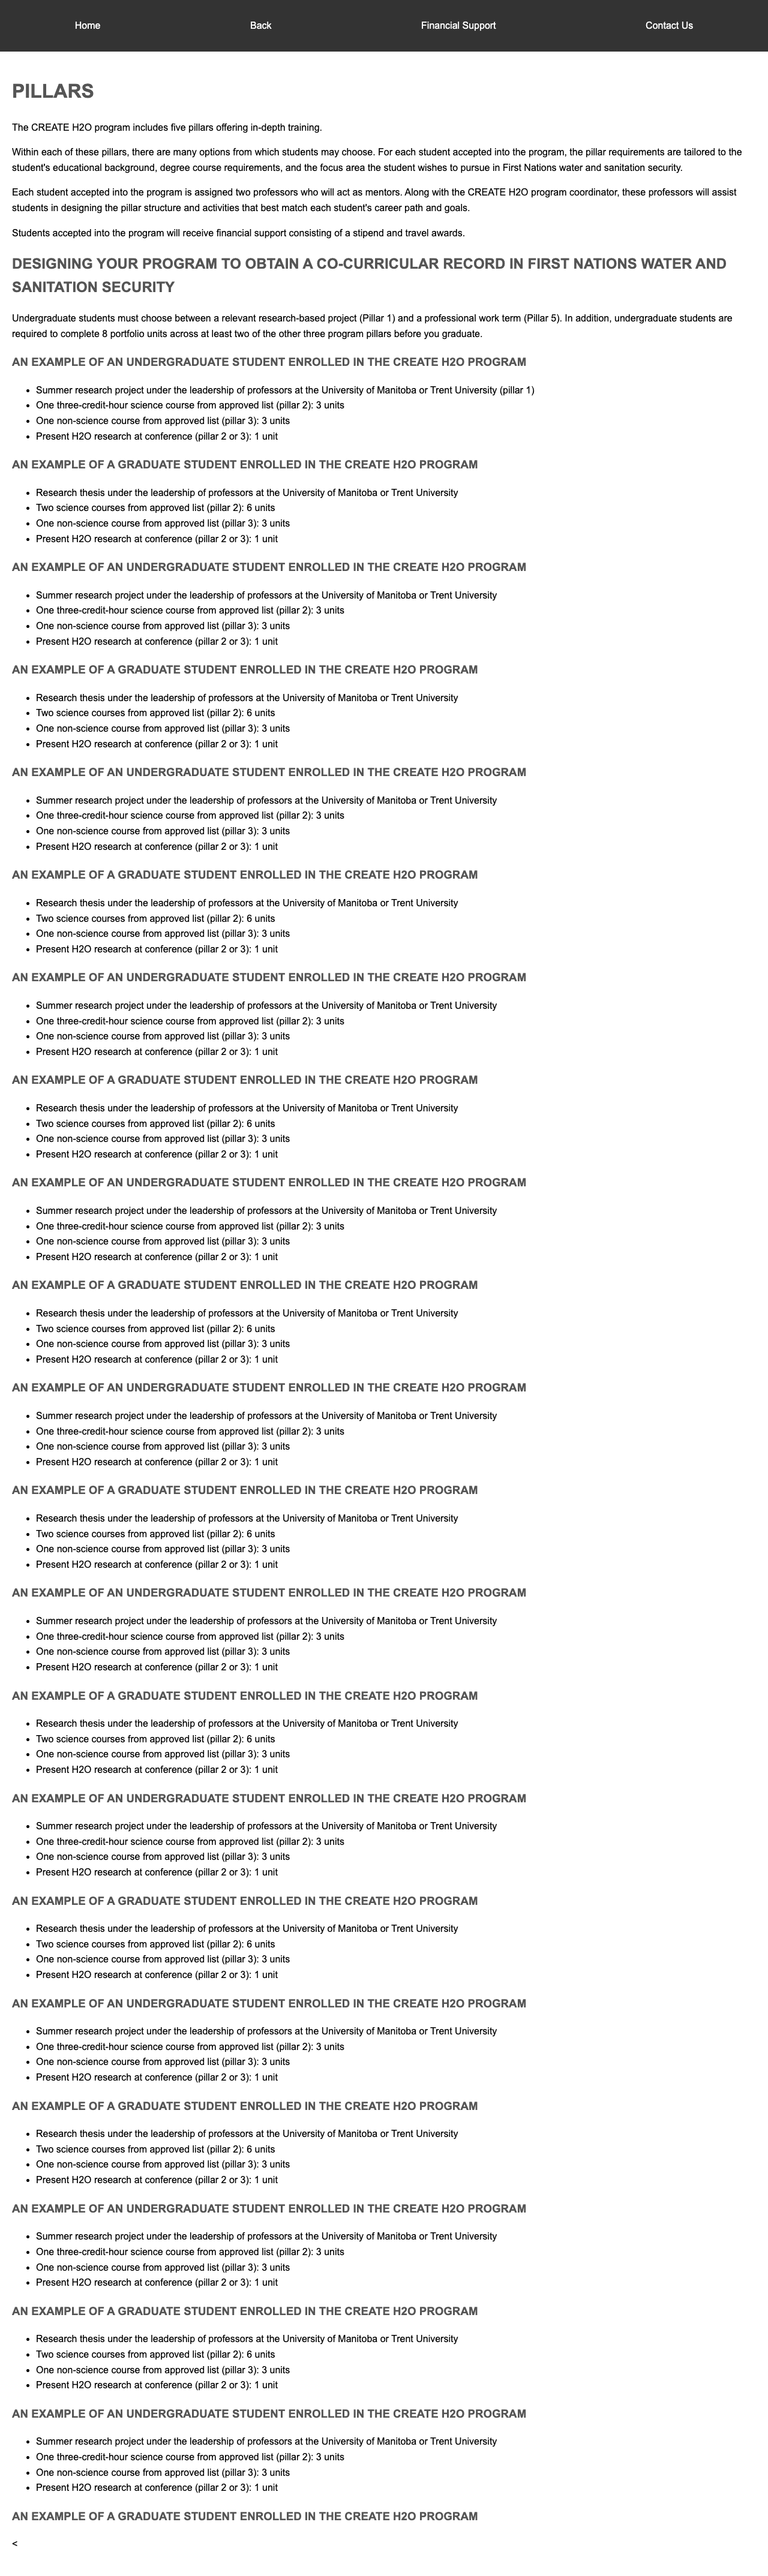 Home Back Financial Support Contact Us
PILLARS
The CREATE H2O program includes five pillars offering in-depth training.
Within each of these pillars, there are many options from which students may choose. For each student accepted into the program, the pillar requirements are tailored to the
student's educational background, degree course requirements, and the focus area the student wishes to pursue in First Nations water and sanitation security.
Each student accepted into the program is assigned two professors who will act as mentors. Along with the CREATE H2O program coordinator, these professors will assist
students in designing the pillar structure and activities that best match each student's career path and goals.
Students accepted into the program will receive financial support consisting of a stipend and travel awards.
DESIGNING YOUR PROGRAM TO OBTAIN A CO-CURRICULAR RECORD IN FIRST NATIONS WATER AND
SANITATION SECURITY
Undergraduate students must choose between a relevant research-based project (Pillar 1) and a professional work term (Pillar 5). In addition, undergraduate students are
required to complete 8 portfolio units across at least two of the other three program pillars before you graduate.
AN EXAMPLE OF AN UNDERGRADUATE STUDENT ENROLLED IN THE CREATE H2O PROGRAM
• Summer research project under the leadership of professors at the University of Manitoba or Trent University (pillar 1)
• One three-credit-hour science course from approved list (pillar 2): 3 units
• One non-science course from approved list (pillar 3): 3 units
• Present H2O research at conference (pillar 2 or 3): 1 unit
AN EXAMPLE OF A GRADUATE STUDENT ENROLLED IN THE CREATE H2O PROGRAM
• Research thesis under the leadership of professors at the University of Manitoba or Trent University
• Two science courses from approved list (pillar 2): 6 units
• One non-science course from approved list (pillar 3): 3 units
• Present H2O research at conference (pillar 2 or 3): 1 unit
AN EXAMPLE OF AN UNDERGRADUATE STUDENT ENROLLED IN THE CREATE H2O PROGRAM
• Summer research project under the leadership of professors at the University of Manitoba or Trent University
• One three-credit-hour science course from approved list (pillar 2): 3 units
• One non-science course from approved list (pillar 3): 3 units
• Present H2O research at conference (pillar 2 or 3): 1 unit
AN EXAMPLE OF A GRADUATE STUDENT ENROLLED IN THE CREATE H2O PROGRAM
• Research thesis under the leadership of professors at the University of Manitoba or Trent University
• Two science courses from approved list (pillar 2): 6 units
• One non-science course from approved list (pillar 3): 3 units
• Present H2O research at conference (pillar 2 or 3): 1 unit
AN EXAMPLE OF AN UNDERGRADUATE STUDENT ENROLLED IN THE CREATE H2O PROGRAM
• Summer research project under the leadership of professors at the University of Manitoba or Trent University
• One three-credit-hour science course from approved list (pillar 2): 3 units
• One non-science course from approved list (pillar 3): 3 units
• Present H2O research at conference (pillar 2 or 3): 1 unit
AN EXAMPLE OF A GRADUATE STUDENT ENROLLED IN THE CREATE H2O PROGRAM
• Research thesis under the leadership of professors at the University of Manitoba or Trent University
• Two science courses from approved list (pillar 2): 6 units
• One non-science course from approved list (pillar 3): 3 units
• Present H2O research at conference (pillar 2 or 3): 1 unit
AN EXAMPLE OF AN UNDERGRADUATE STUDENT ENROLLED IN THE CREATE H2O PROGRAM
• Summer research project under the leadership of professors at the University of Manitoba or Trent University
• One three-credit-hour science course from approved list (pillar 2): 3 units
• One non-science course from approved list (pillar 3): 3 units
• Present H2O research at conference (pillar 2 or 3): 1 unit
AN EXAMPLE OF A GRADUATE STUDENT ENROLLED IN THE CREATE H2O PROGRAM
• Research thesis under the leadership of professors at the University of Manitoba or Trent University
• Two science courses from approved list (pillar 2): 6 units
• One non-science course from approved list (pillar 3): 3 units
• Present H2O research at conference (pillar 2 or 3): 1 unit
AN EXAMPLE OF AN UNDERGRADUATE STUDENT ENROLLED IN THE CREATE H2O PROGRAM
• Summer research project under the leadership of professors at the University of Manitoba or Trent University
• One three-credit-hour science course from approved list (pillar 2): 3 units
• One non-science course from approved list (pillar 3): 3 units
• Present H2O research at conference (pillar 2 or 3): 1 unit
AN EXAMPLE OF A GRADUATE STUDENT ENROLLED IN THE CREATE H2O PROGRAM
• Research thesis under the leadership of professors at the University of Manitoba or Trent University
• Two science courses from approved list (pillar 2): 6 units
• One non-science course from approved list (pillar 3): 3 units
• Present H2O research at conference (pillar 2 or 3): 1 unit
AN EXAMPLE OF AN UNDERGRADUATE STUDENT ENROLLED IN THE CREATE H2O PROGRAM
• Summer research project under the leadership of professors at the University of Manitoba or Trent University
• One three-credit-hour science course from approved list (pillar 2): 3 units
• One non-science course from approved list (pillar 3): 3 units
• Present H2O research at conference (pillar 2 or 3): 1 unit
AN EXAMPLE OF A GRADUATE STUDENT ENROLLED IN THE CREATE H2O PROGRAM
• Research thesis under the leadership of professors at the University of Manitoba or Trent University
• Two science courses from approved list (pillar 2): 6 units
• One non-science course from approved list (pillar 3): 3 units
• Present H2O research at conference (pillar 2 or 3): 1 unit
AN EXAMPLE OF AN UNDERGRADUATE STUDENT ENROLLED IN THE CREATE H2O PROGRAM
• Summer research project under the leadership of professors at the University of Manitoba or Trent University
• One three-credit-hour science course from approved list (pillar 2): 3 units
• One non-science course from approved list (pillar 3): 3 units
• Present H2O research at conference (pillar 2 or 3): 1 unit
AN EXAMPLE OF A GRADUATE STUDENT ENROLLED IN THE CREATE H2O PROGRAM
• Research thesis under the leadership of professors at the University of Manitoba or Trent University
• Two science courses from approved list (pillar 2): 6 units
• One non-science course from approved list (pillar 3): 3 units
• Present H2O research at conference (pillar 2 or 3): 1 unit
AN EXAMPLE OF AN UNDERGRADUATE STUDENT ENROLLED IN THE CREATE H2O PROGRAM
• Summer research project under the leadership of professors at the University of Manitoba or Trent University
• One three-credit-hour science course from approved list (pillar 2): 3 units
• One non-science course from approved list (pillar 3): 3 units
• Present H2O research at conference (pillar 2 or 3): 1 unit
AN EXAMPLE OF A GRADUATE STUDENT ENROLLED IN THE CREATE H2O PROGRAM
• Research thesis under the leadership of professors at the University of Manitoba or Trent University
• Two science courses from approved list (pillar 2): 6 units
• One non-science course from approved list (pillar 3): 3 units
• Present H2O research at conference (pillar 2 or 3): 1 unit
AN EXAMPLE OF AN UNDERGRADUATE STUDENT ENROLLED IN THE CREATE H2O PROGRAM
• Summer research project under the leadership of professors at the University of Manitoba or Trent University
• One three-credit-hour science course from approved list (pillar 2): 3 units
• One non-science course from approved list (pillar 3): 3 units
• Present H2O research at conference (pillar 2 or 3): 1 unit
AN EXAMPLE OF A GRADUATE STUDENT ENROLLED IN THE CREATE H2O PROGRAM
• Research thesis under the leadership of professors at the University of Manitoba or Trent University
• Two science courses from approved list (pillar 2): 6 units
• One non-science course from approved list (pillar 3): 3 units
• Present H2O research at conference (pillar 2 or 3): 1 unit
AN EXAMPLE OF AN UNDERGRADUATE STUDENT ENROLLED IN THE CREATE H2O PROGRAM
• Summer research project under the leadership of professors at the University of Manitoba or Trent University
• One three-credit-hour science course from approved list (pillar 2): 3 units
• One non-science course from approved list (pillar 3): 3 units
• Present H2O research at conference (pillar 2 or 3): 1 unit
AN EXAMPLE OF A GRADUATE STUDENT ENROLLED IN THE CREATE H2O PROGRAM
• Research thesis under the leadership of professors at the University of Manitoba or Trent University
• Two science courses from approved list (pillar 2): 6 units
• One non-science course from approved list (pillar 3): 3 units
• Present H2O research at conference (pillar 2 or 3): 1 unit
AN EXAMPLE OF AN UNDERGRADUATE STUDENT ENROLLED IN THE CREATE H2O PROGRAM
• Summer research project under the leadership of professors at the University of Manitoba or Trent University
• One three-credit-hour science course from approved list (pillar 2): 3 units
• One non-science course from approved list (pillar 3): 3 units
• Present H2O research at conference (pillar 2 or 3): 1 unit
AN EXAMPLE OF A GRADUATE STUDENT ENROLLED IN THE CREATE H2O PROGRAM
<